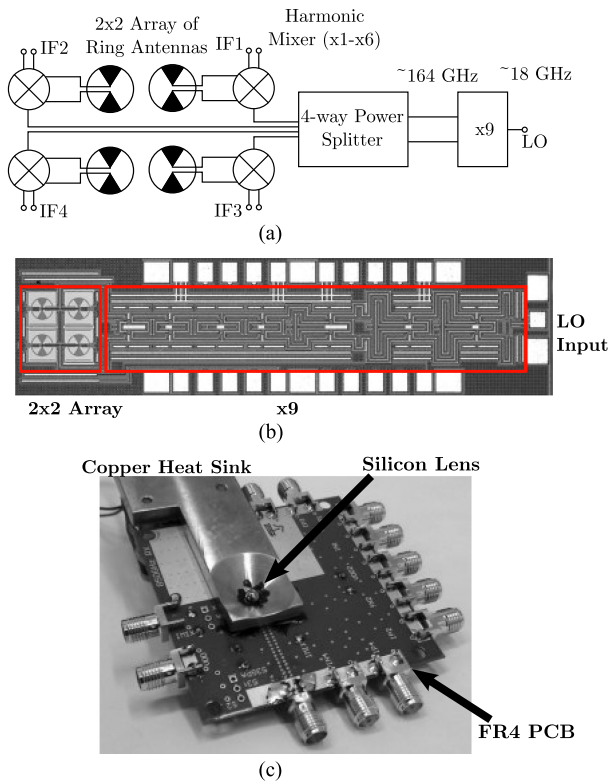 2x2 Array of
Ring Antennas
Harmonic
Mixer (x1-x6)
IF2
IF1
~164 GHz
~18 GHz
4-way Power
Splitter
x9
LO
IF4
IF3
(a)
LO
Input
2x2 Array
x9
(b)
Copper Heat Sink
Silicon Lens
FR4 PCB
(c)